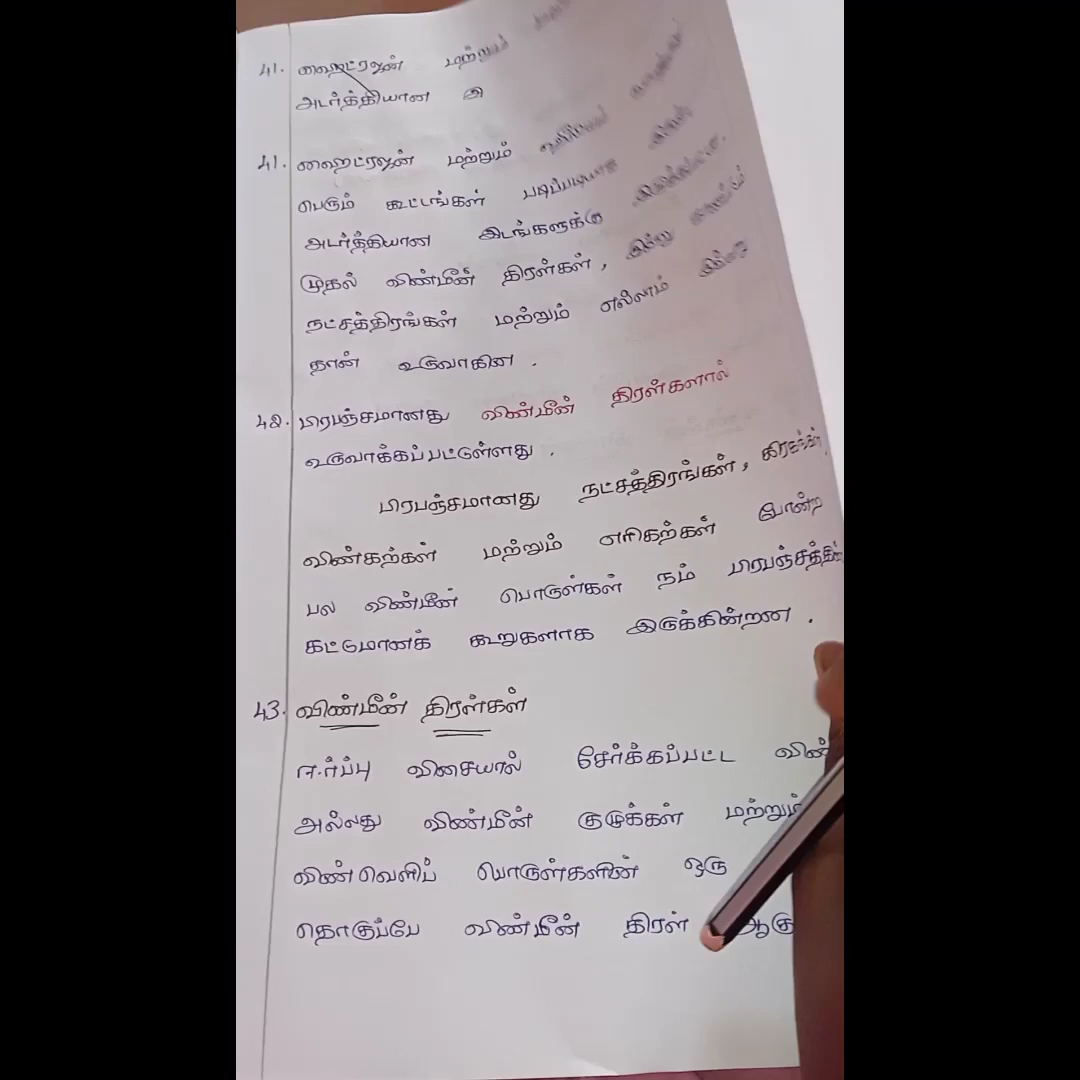 41. ஹைட்ரஜன் மற்றும்
அடர்த்தியான அ
41. ஹைட்ரஜன் மற்றும் ஹீலியம்
பெரும் கூட்டங்கள் படிப்படியாக
அடர்த்தியான இடங்களுக்கு
முதல் விண்மீன் திரள்கள், இன்று
நட்சத்திரங்கள் மற்றும் எல்லாம்
தான் உருவாகின.
42. பிரபஞ்சமானது விண்மீன் திரள்களால்
உருவாக்கப்பட்டுள்ளது.
பிரபஞ்சமானது நட்சத்திரங்கள், கிரகங்கள்,
விண்கற்கள் மற்றும் எரிகற்கள் போன்ற
பல விண்மீன் பொருள்கள் நம் பிரபஞ்சத்தின்
கட்டுமானக் கூறுகளாக இருக்கின்றன.
43. விண்மீன் திரள்கள்
ஈர்ப்பு விசையால் சேர்க்கப்பட்ட விண்
அல்லது விண்மீன் குழுக்கள் மற்றும்
விண்வெளிப் பொருள்களின் ஒரு
தொகுப்பே விண்மீன் திரள் ஆகு